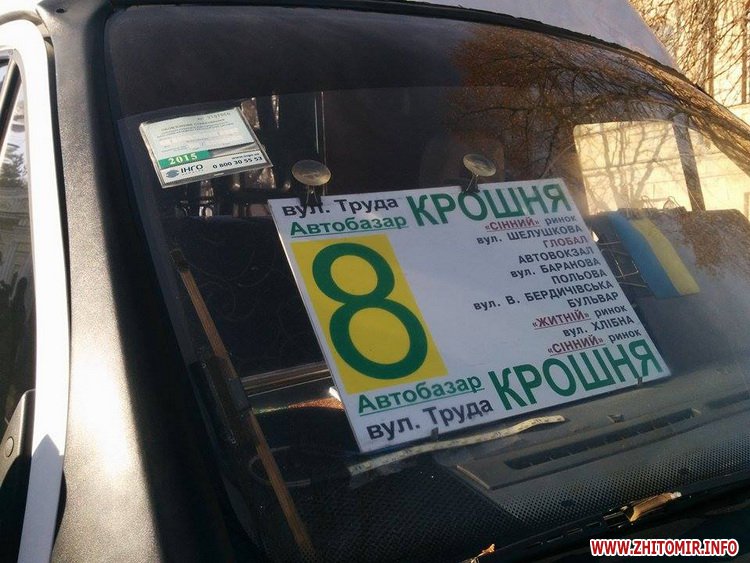 2015
ІНГО
0 800 30 55 53
вул. Труда
Автобазар
КРОШНЯ
8
«СІННИЙ» ринок
вул. ШЕЛУШКОВА
ГЛОБАЛ
АВТОВОКЗАЛ
вул. БАРАНОВА
ПОЛЬОВА
вул. В. БЕРДИЧІВСЬКА
БУЛЬВАР
«ЖИТНІЙ» ринок
вул. ХЛІБНА
«СІННИЙ» ринок
Автобазар
вул. Труда
КРОШНЯ
WWW.ZHITOMIR.INFO